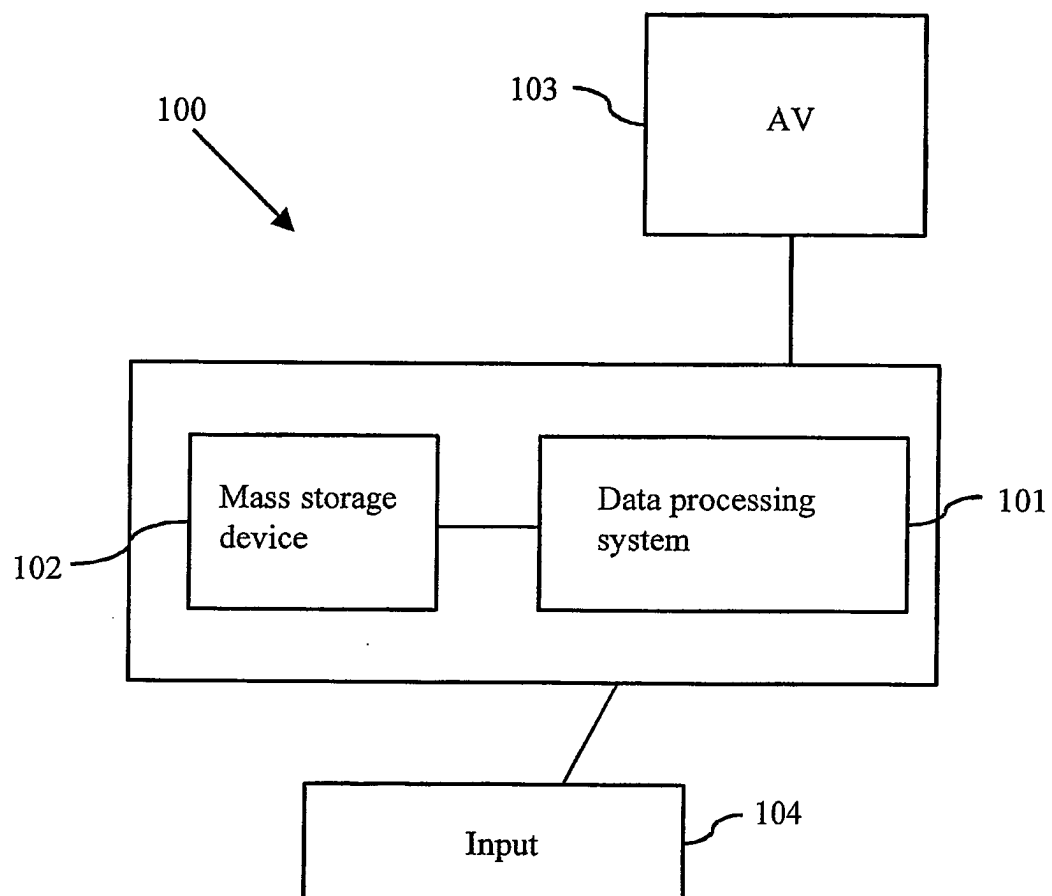 100
103
AV
Mass storage
device
Data processing
system
101
102
104
Input